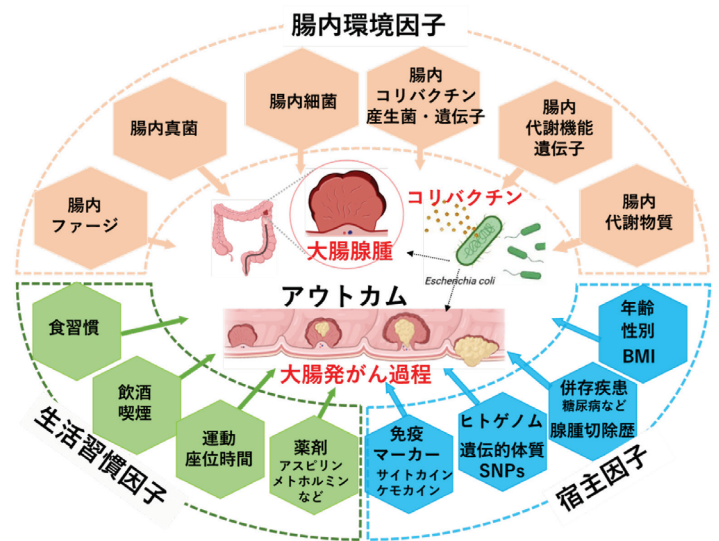 腸内環境因子
腸内
ファージ
腸内真菌
腸内細菌
腸内
コリバクチン
産生菌・遺伝子
腸内
代謝機能
遺伝子
腸内
代謝物質
大腸腺腫
コリバクチン
Escherichia coli
アウトカム
大腸発がん過程
食習慣
飲酒
喫煙
運動
座位時間
薬剤
アスピリン
メトホルミン
など
生活習慣因子
免疫
マーカー
サイトカイン
ケモカイン
ヒトゲノム
遺伝的体質
SNPs
併存疾患
糖尿病など
腺腫切除歴
年齢
性別
BMI
宿主因子